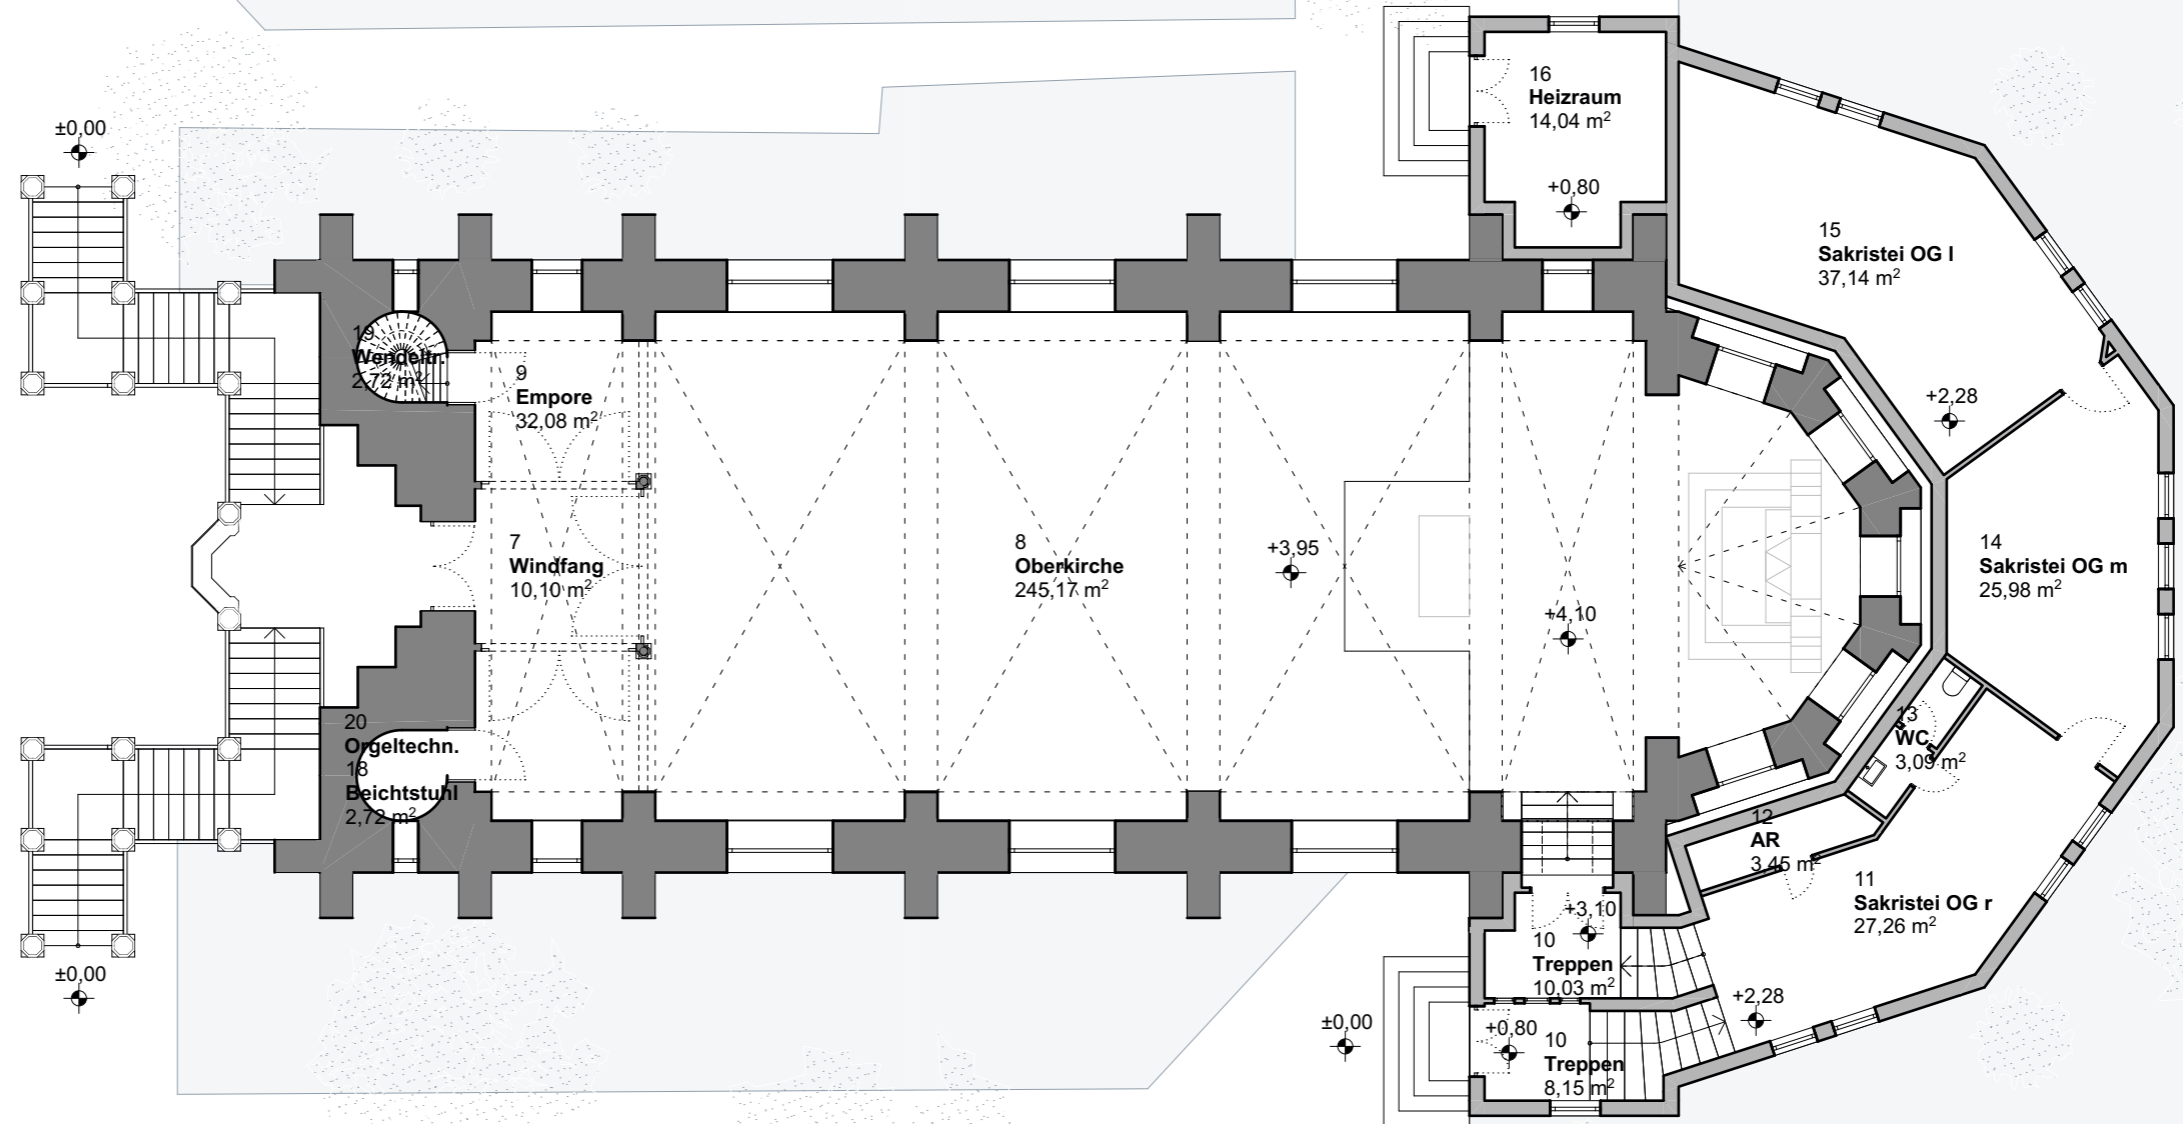 ±0,00
16
Heizraum
14,04 m²
+0,80
15
Sakristei OG l
37,14 m²
+2,28
19
Wendeltr.
2,72 m²
9
Empore
32,08 m²
7
Windfang
10,10 m²
8
Oberkirche
245,17 m²
+3,95
+4,10
14
Sakristei OG m
25,98 m²
20
Orgeltechn.
18
Beichtstuhl
2,72 m²
13
WC
3,09 m²
12
AR
3,45 m²
11
Sakristei OG r
27,26 m²
+3,10
10
Treppen
10,03 m²
±0,00
±0,00
+0,80
10
Treppen
8,15 m²
+2,28